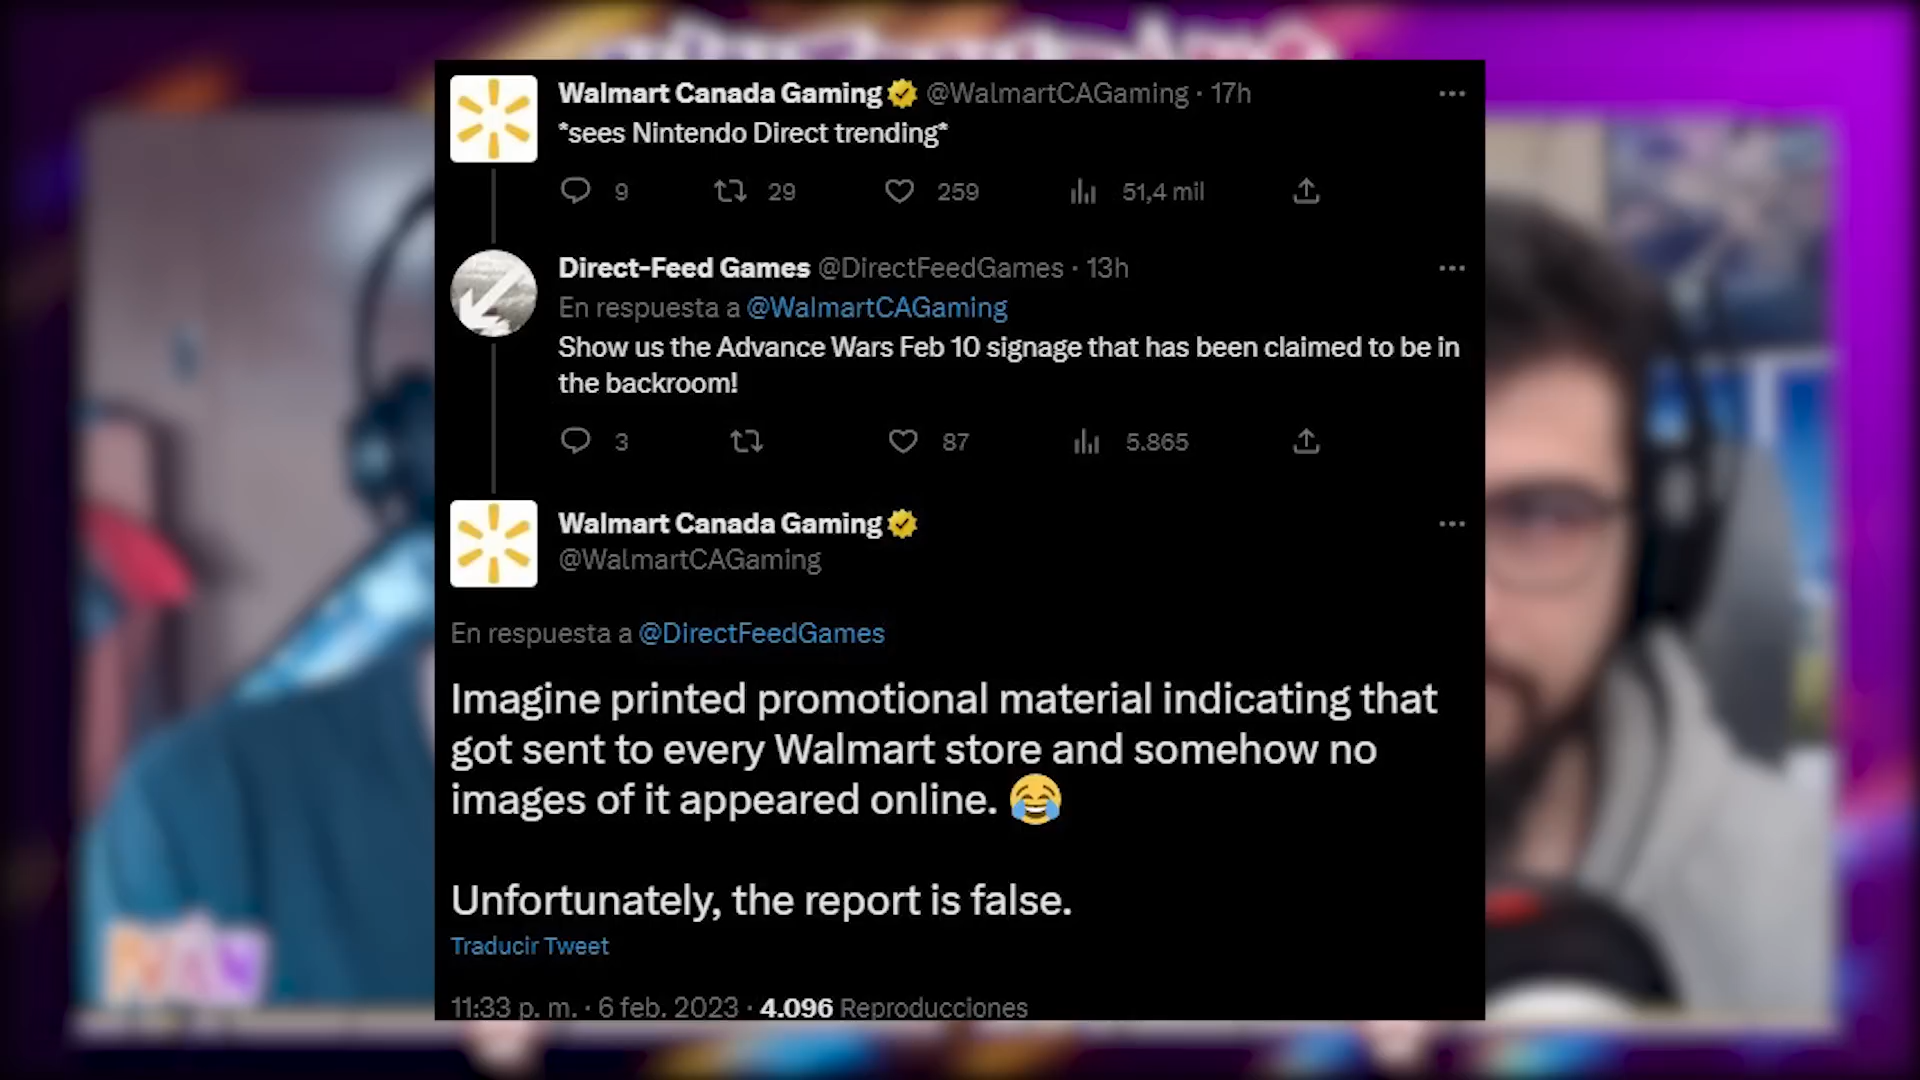 Walmart Canada Gaming @WalmartCAGaming · 17h
*sees Nintendo Direct trending*
9 29 259 51,4 mil
Direct-Feed Games @DirectFeedGames · 13h
En respuesta a @WalmartCAGaming
Show us the Advance Wars Feb 10 signage that has been claimed to be in
the backroom!
3 87 5.865
Walmart Canada Gaming
@WalmartCAGaming
En respuesta a @DirectFeedGames
Imagine printed promotional material indicating that
got sent to every Walmart store and somehow no
images of it appeared online. 😂
Unfortunately, the report is false.
Traducir Tweet
11:33 p. m. · 6 feb. 2023 · 4.096 Reproducciones